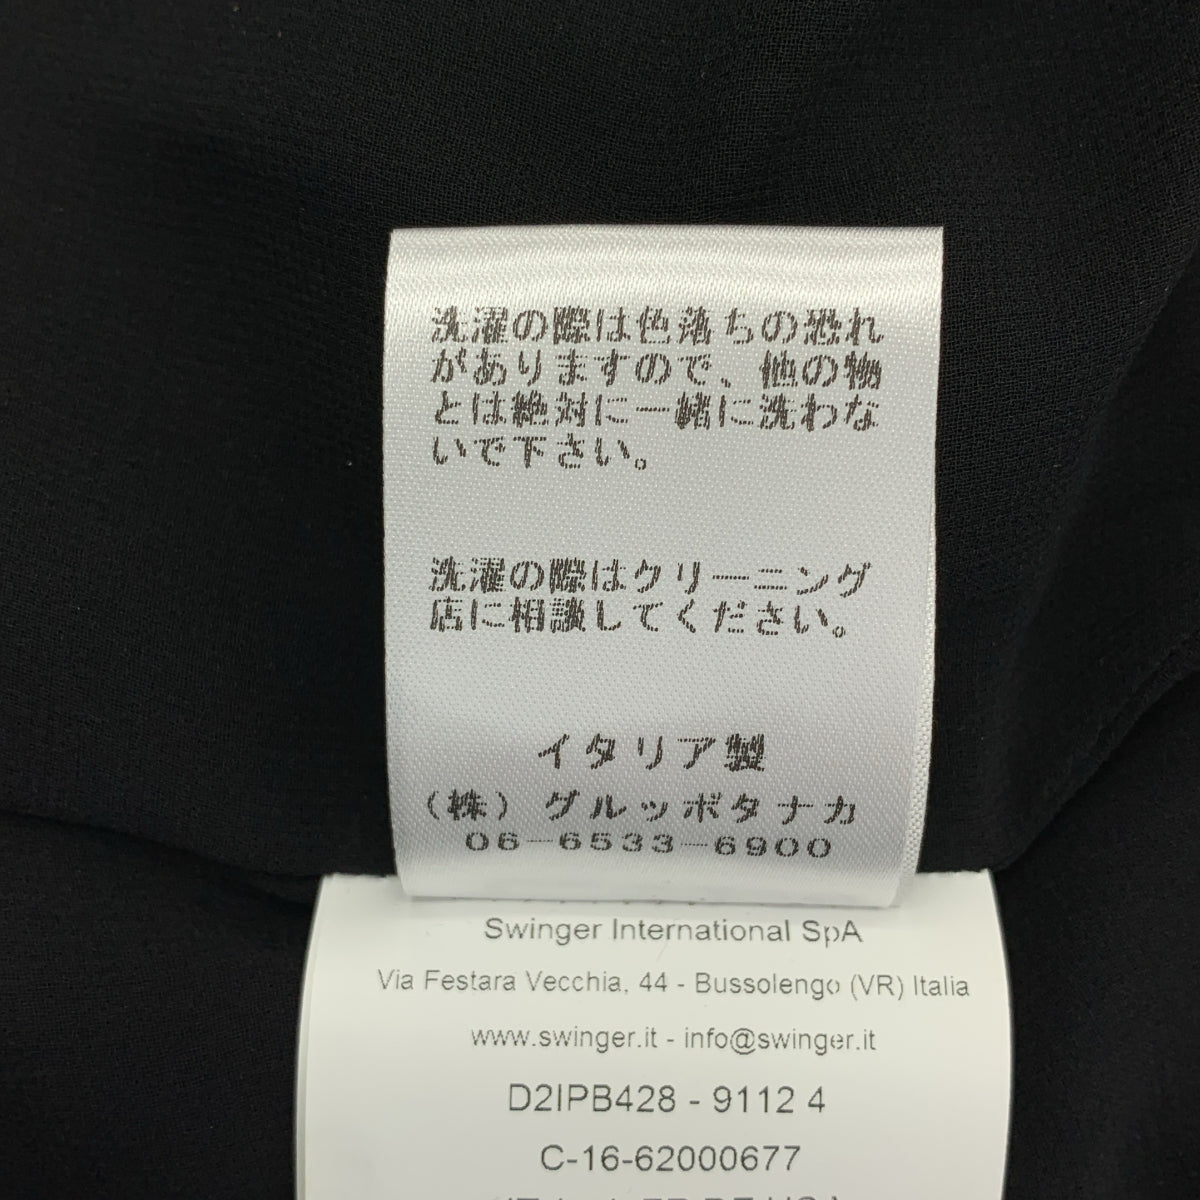 洗濯の際は色落ちの恐れ
がありますので、他の物
とは絶対に一緒に洗わな
いで下さい。
洗濯の際はクリーニング
店に相談してください。
イタリア製
（株）グルッポタナカ
06-6533-6900
Swinger International SpA
Via Festara Vecchia, 44 - Bussolengo (VR) Italia
www.swinger.it - info@swinger.it
D2IPB428 - 9112 4
C-16-62000677